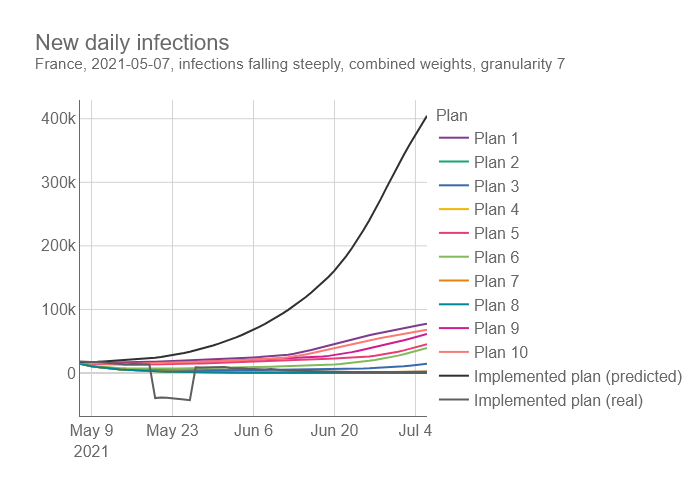 New daily infections
France, 2021-05-07, infections falling steeply, combined weights, granularity 7
400k
300k
200k
100k
0
May 9
2021
May 23
Jun 6
Jun 20
Jul 4
Plan
Plan 1
Plan 2
Plan 3
Plan 4
Plan 5
Plan 6
Plan 7
Plan 8
Plan 9
Plan 10
Implemented plan (predicted)
Implemented plan (real)